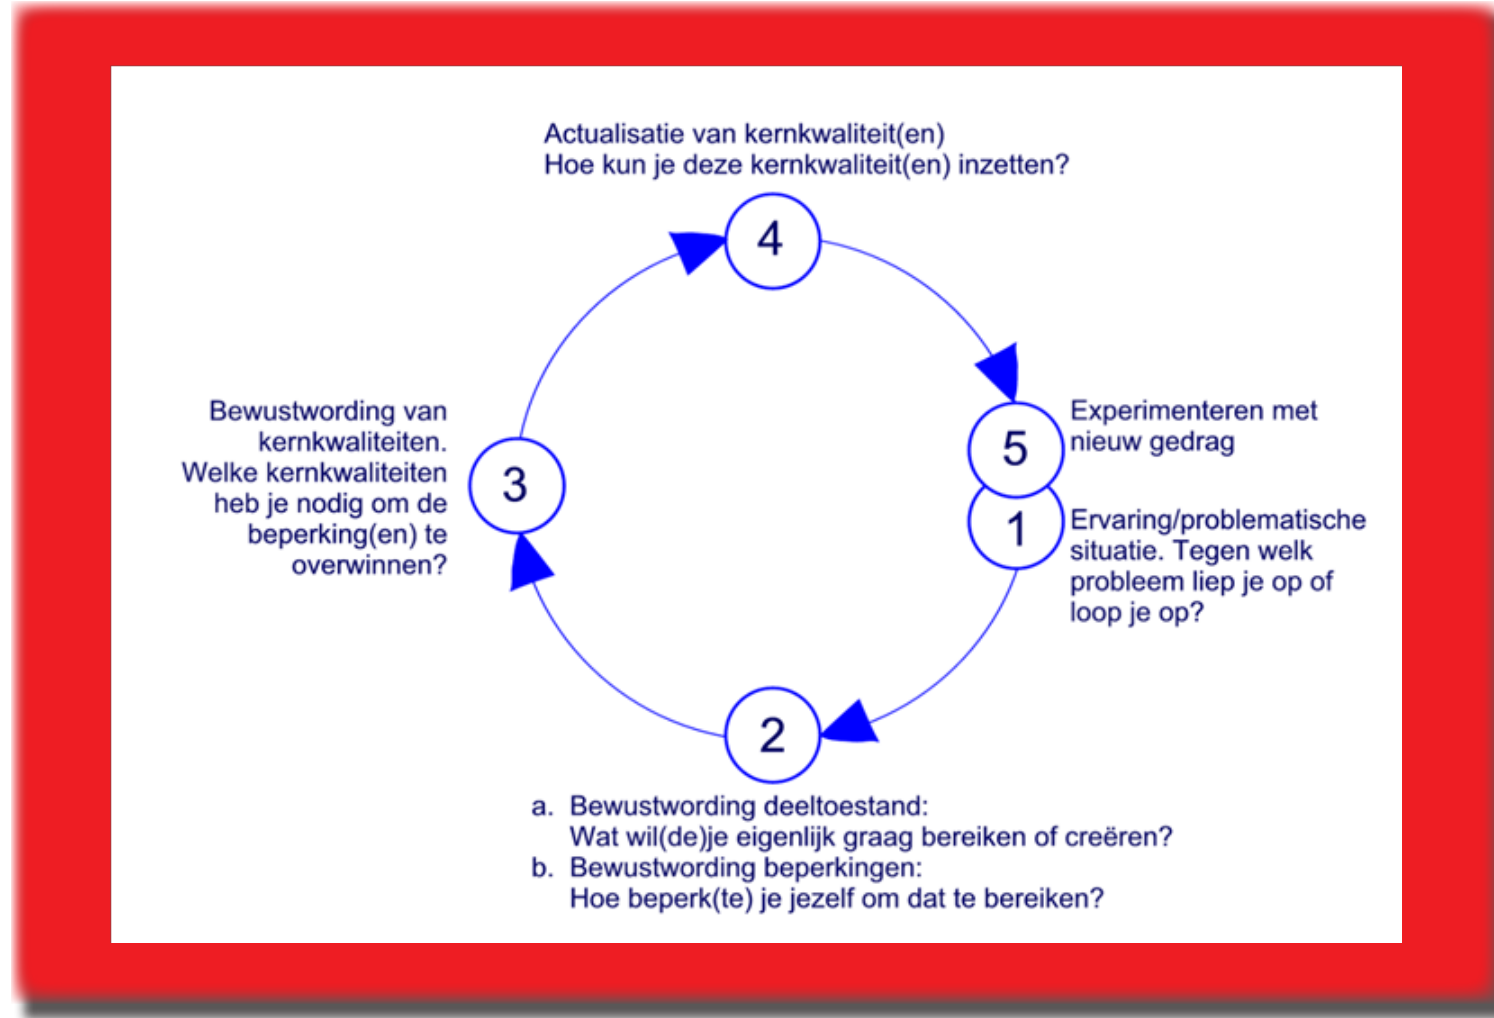 Actualisatie van kernkwaliteit(en)
Hoe kun je deze kernkwaliteit(en) inzetten?
4
Bewustwording van
kernkwaliteiten.
Welke kernkwaliteiten
heb je nodig om de
beperking(en) te
overwinnen?
3
5
Experimenteren met
nieuw gedrag
1
Ervaring/problematische
situatie. Tegen welk
probleem liep je op of
loop je op?
2
a. Bewustwording deeltoestand:
Wat wil(de)je eigenlijk graag bereiken of creëren?
b. Bewustwording beperkingen:
Hoe beperk(te) je jezelf om dat te bereiken?